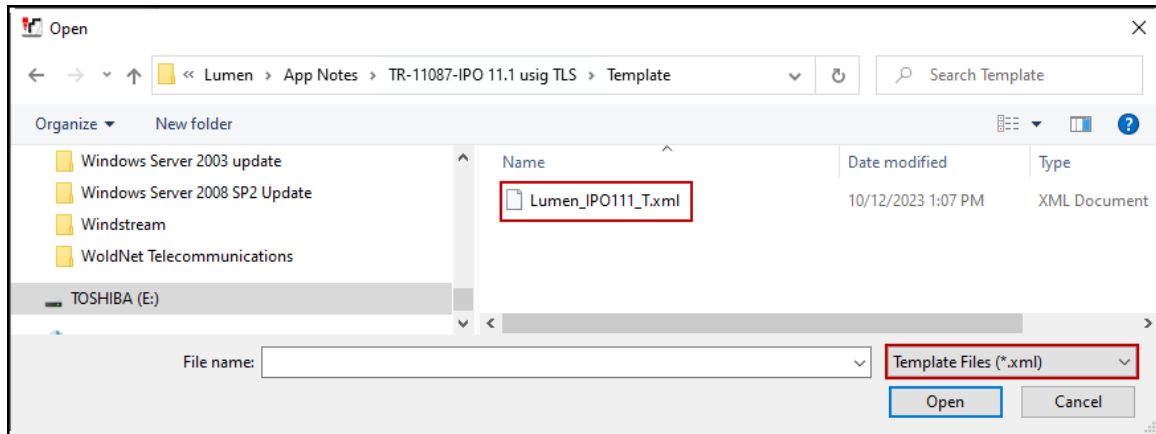 Open
« Lumen > App Notes > TR-11087-IPO 11.1 usig TLS > Template
Search Template
Organize
New folder
Windows Server 2003 update
Windows Server 2008 SP2 Update
Windstream
WoldNet Telecommunications
TOSHIBA (E:)
Name
Date modified
Type
Lumen_IPO111_T.xml
10/12/2023 1:07 PM
XML Document
File name:
Template Files (*.xml)
Open
Cancel